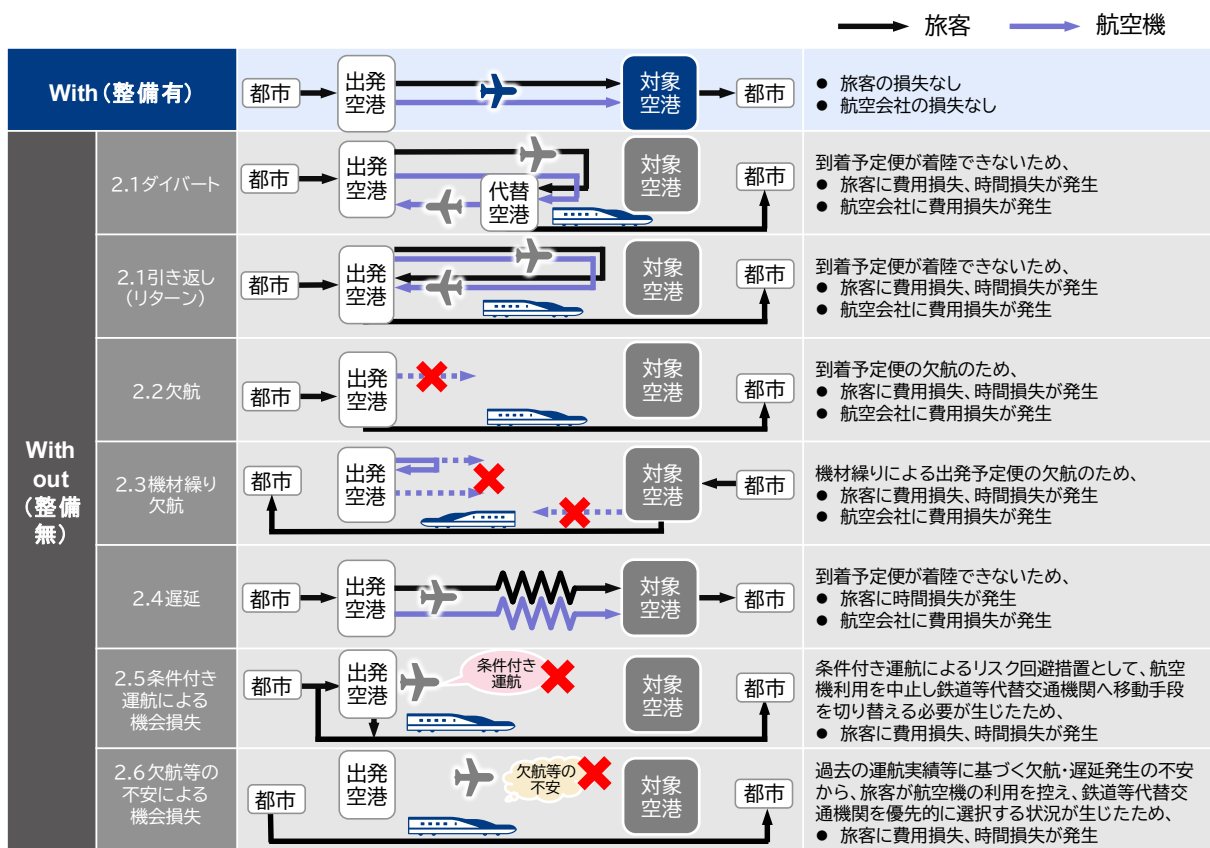 旅客
航空機
With（整備有）
都市
出発
空港
対象
空港
都市
● 旅客の損失なし
● 航空会社の損失なし
With
out
（整備
無）
2.1ダイバート
都市
出発
空港
代替
空港
対象
空港
都市
到着予定便が着陸できないため、
● 旅客に費用損失、時間損失が発生
● 航空会社に費用損失が発生
2.1引き返し
（リターン）
都市
出発
空港
対象
空港
都市
到着予定便が着陸できないため、
● 旅客に費用損失、時間損失が発生
● 航空会社に費用損失が発生
2.2欠航
都市
出発
空港
対象
空港
都市
到着予定便の欠航のため、
● 旅客に費用損失、時間損失が発生
● 航空会社に費用損失が発生
2.3機材繰り
欠航
都市
出発
空港
対象
空港
都市
機材繰りによる出発予定便の欠航のため、
● 旅客に費用損失、時間損失が発生
● 航空会社に費用損失が発生
2.4遅延
都市
出発
空港
対象
空港
都市
到着予定便が着陸できないため、
● 旅客に時間損失が発生
● 航空会社に費用損失が発生
2.5条件付き
運航による
機会損失
都市
出発
空港
条件付き
運航
対象
空港
都市
条件付き運航によるリスク回避措置として、航空
機利用を中止し鉄道等代替交通機関へ移動手段
を切り替える必要が生じたため、
● 旅客に費用損失、時間損失が発生
2.6欠航等の
不安による
機会損失
都市
出発
空港
欠航等の
不安
対象
空港
都市
過去の運航実績等に基づく欠航・遅延発生の不安
から、旅客が航空機の利用を控え、鉄道等代替交
通機関を優先的に選択する状況が生じたため、
● 旅客に費用損失、時間損失が発生